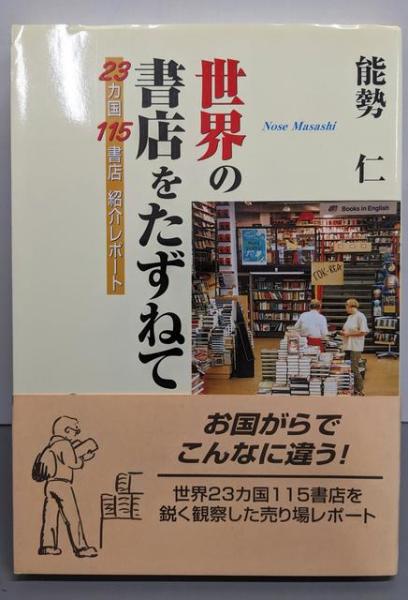 能勢 仁
Nose Masashi
世界の
書店をたずねて
23カ国 115書店 紹介レポート
Books in English
お国がらで
こんなに違う!
世界23カ国115書店を
鋭く観察した売り場レポート